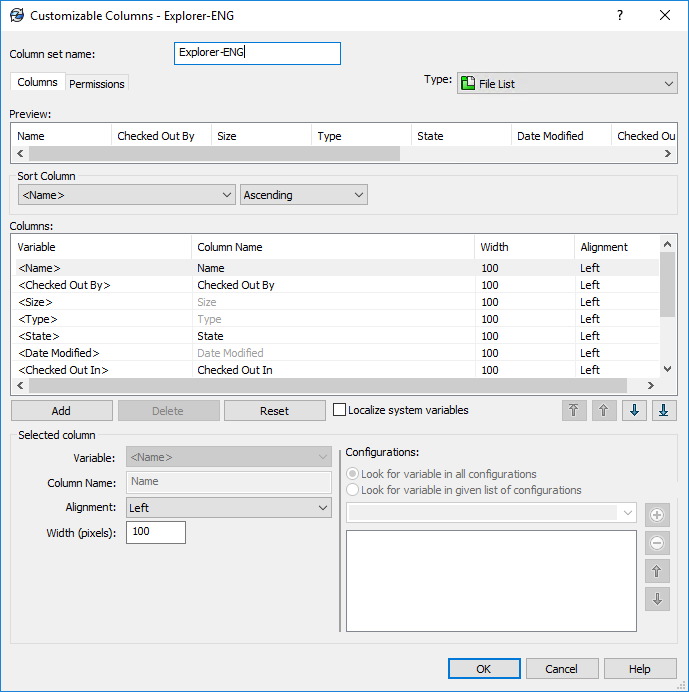 Customizable Columns - Explorer-ENG
Column set name: Explorer-ENG
Columns Permissions Type: File List
Preview:
Name Checked Out By Size Type State Date Modified Checked Ou
Sort Column
<Name> Ascending
Columns:
Variable Column Name Width Alignment
<Name> Name 100 Left
<Checked Out By> Checked Out By 100 Left
<Size> Size 100 Left
<Type> Type 100 Left
<State> State 100 Left
<Date Modified> Date Modified 100 Left
<Checked Out In> Checked Out In 100 Left
Add Delete Reset Localize system variables
Selected column
Variable: <Name>
Column Name: Name
Alignment: Left
Width (pixels): 100
Configurations:
Look for variable in all configurations
Look for variable in given list of configurations
OK Cancel Help